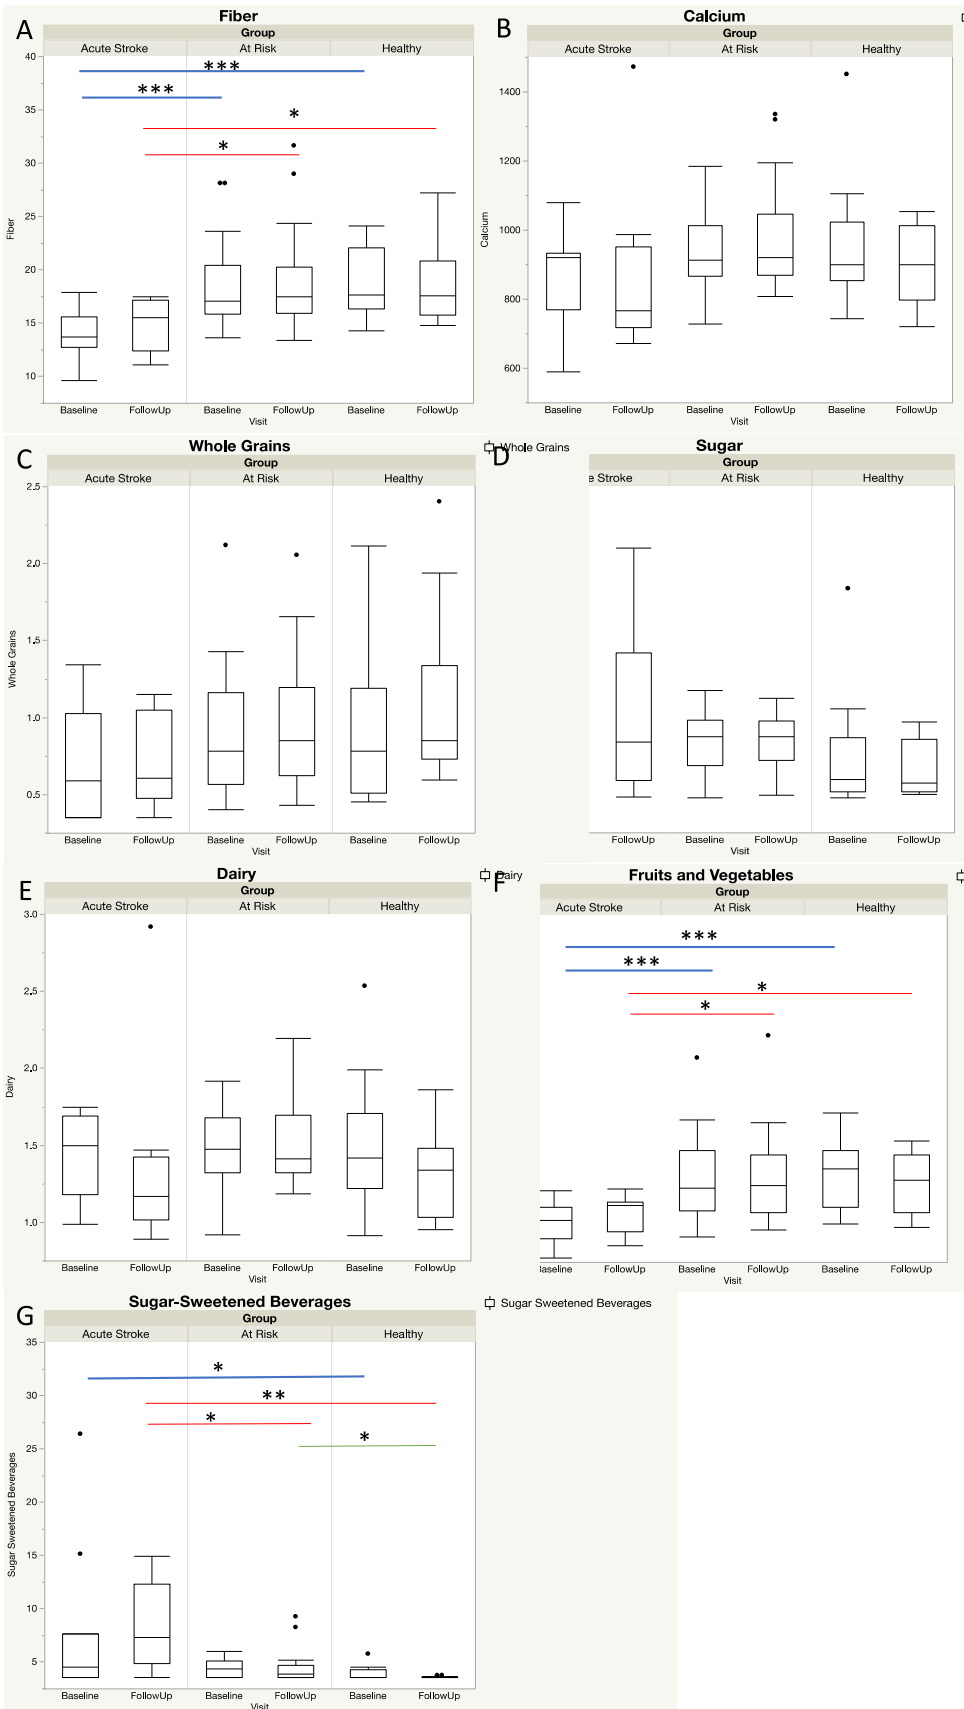 A
Fiber
Group
Acute Stroke At Risk Healthy
40
35
30
25
20
15
10
Fiber
***
***
*
*
Baseline FollowUp Baseline FollowUp Baseline FollowUp
Visit
B
Calcium
Group
Acute Stroke At Risk Healthy
1400
1200
1000
800
600
Calcium
Baseline FollowUp Baseline FollowUp Baseline FollowUp
Visit
C
Whole Grains
Whole Grains
Group
Acute Stroke At Risk Healthy
2.5
2.0
1.5
1.0
0.5
Whole Grains
Baseline FollowUp Baseline FollowUp Baseline FollowUp
Visit
D
Sugar
Group
e Stroke At Risk Healthy
FollowUp Baseline FollowUp Baseline FollowUp
Visit
E
Dairy
Dairy
Group
Acute Stroke At Risk Healthy
3.0
2.5
2.0
1.5
1.0
Dairy
Baseline FollowUp Baseline FollowUp Baseline FollowUp
Visit
F
Fruits and Vegetables
Group
Acute Stroke At Risk Healthy
***
***
*
*
Baseline FollowUp Baseline FollowUp Baseline FollowUp
Visit
G
Sugar-Sweetened Beverages
Sugar Sweetened Beverages
Group
Acute Stroke At Risk Healthy
35
30
25
20
15
10
5
Sugar Sweetened Beverages
*
**
*
*
Baseline FollowUp Baseline FollowUp Baseline FollowUp
Visit